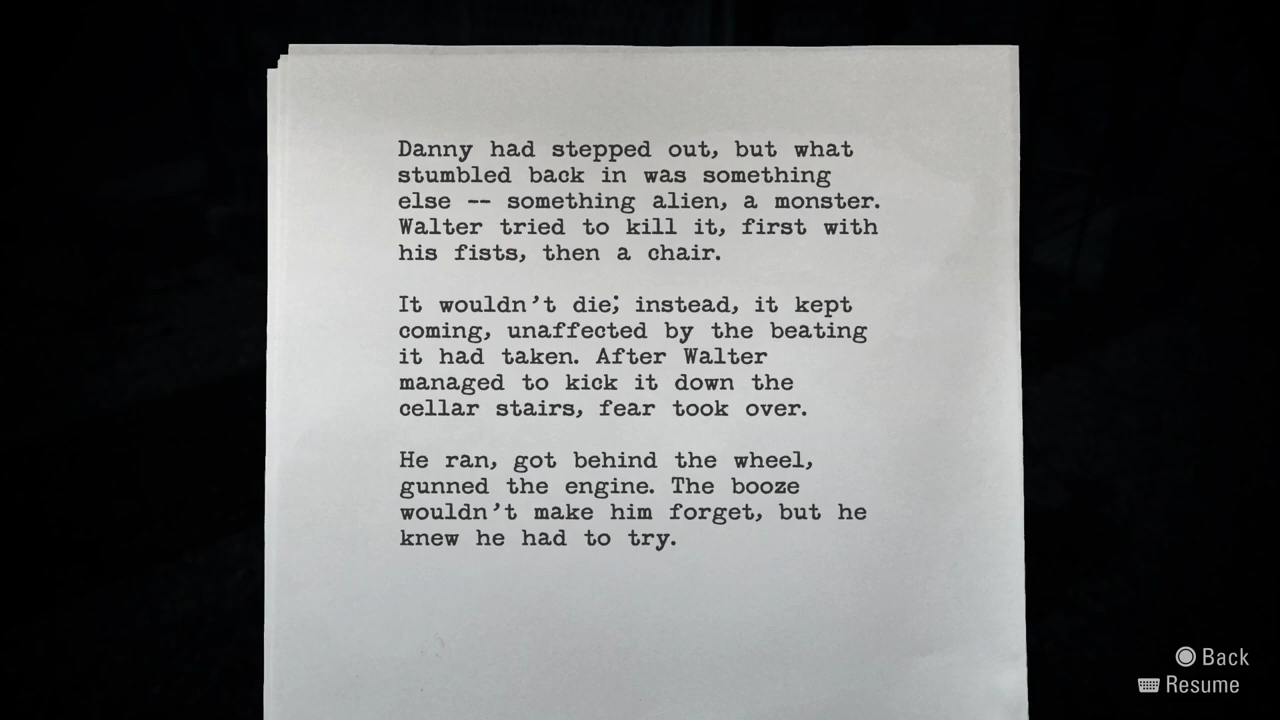 Danny had stepped out, but what
stumbled back in was something
else -- something alien, a monster.
Walter tried to kill it, first with
his fists, then a chair.
It wouldn't die; instead, it kept
coming, unaffected by the beating
it had taken. After Walter
managed to kick it down the
cellar stairs, fear took over.
He ran, got behind the wheel,
gunned the engine. The booze
wouldn't make him forget, but he
knew he had to try.
Back
Resume